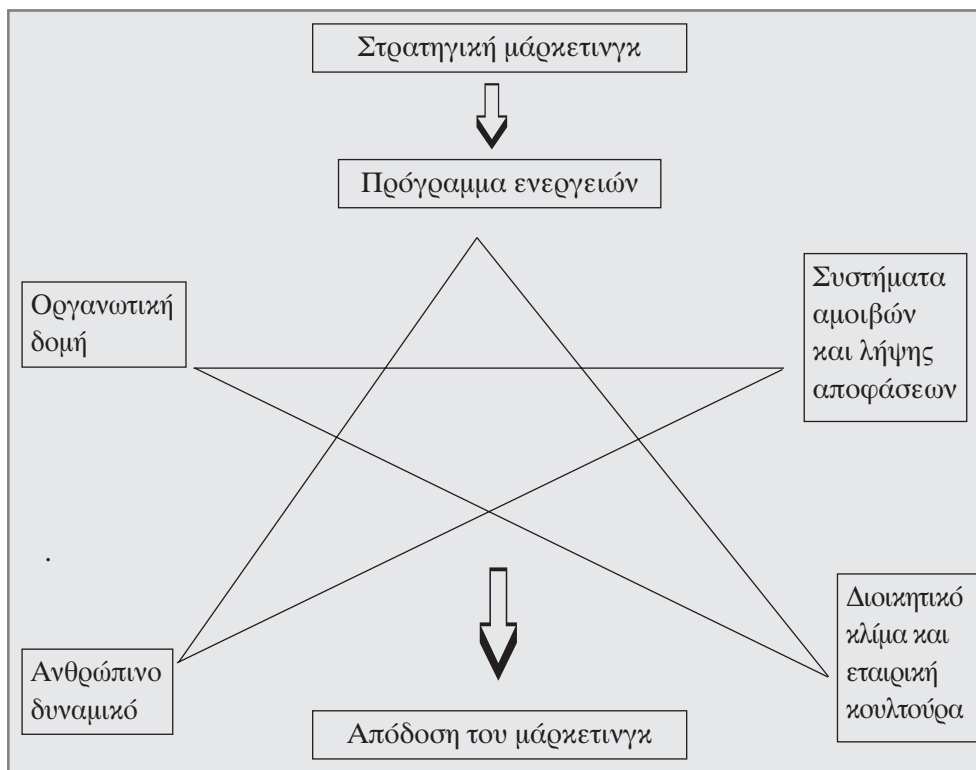 Στρατηγική μάρκετινγκ
Πρόγραμμα ενεργειών
Οργανωτική
δομή
Συστήματα
αμοιβών
και λήψης
αποφάσεων
Ανθρώπινο
δυναμικό
Διοικητικό
κλίμα και
εταιρική
κουλτούρα
Απόδοση του μάρκετινγκ